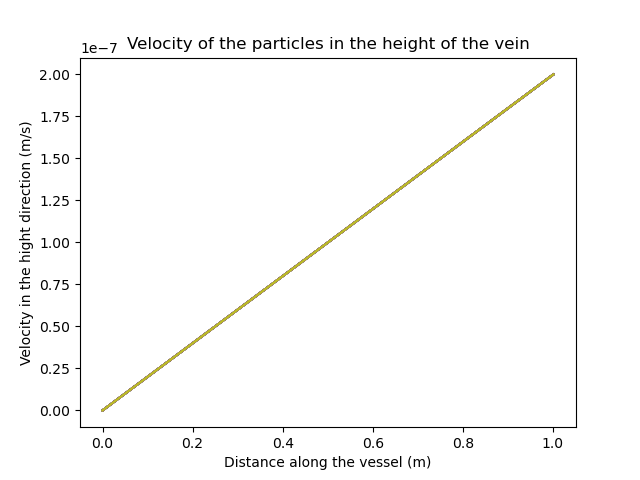 Velocity of the particles in the height of the vein
1e−7
2.00
1.75
1.50
1.25
1.00
0.75
0.50
0.25
0.00
Velocity in the hight direction (m/s)
0.0 0.2 0.4 0.6 0.8 1.0
Distance along the vessel (m)